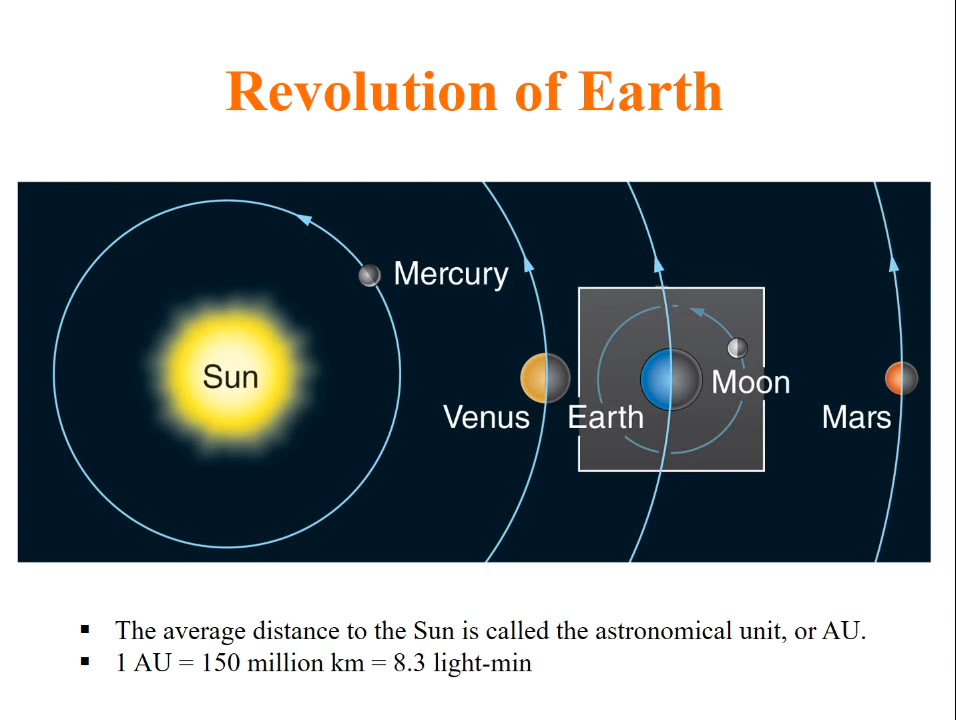 Revolution of Earth
Mercury
Sun
Moon
Venus
Earth
Mars
▪ The average distance to the Sun is called the astronomical unit, or AU.
▪ 1 AU = 150 million km = 8.3 light-min